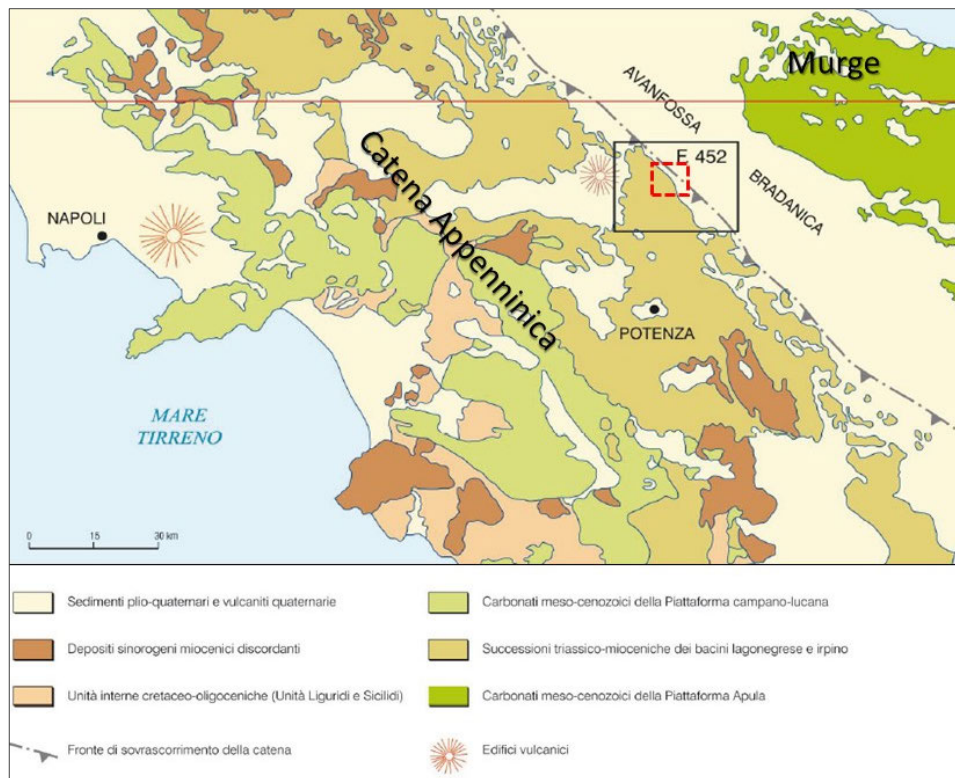 Murge
AVANFOSSA
F 452
BRADANICA
Catena Appenninica
NAPOLI
POTENZA
MARE
TIRRENO
0 15 30 km
Sedimenti plio-quaternari e vulcaniti quaternarie
Carbonati meso-cenozoici della Piattaforma campano-lucana
Depositi sinorogeni miocenici discordanti
Successioni triassico-mioceniche dei bacini lagonegrese e irpino
Unità interne cretaceo-oligoceniche (Unità Liguridi e Sicilidi)
Carbonati meso-cenozoici della Piattaforma Apula
Fronte di sovrascorrimento della catena
Edifici vulcanici